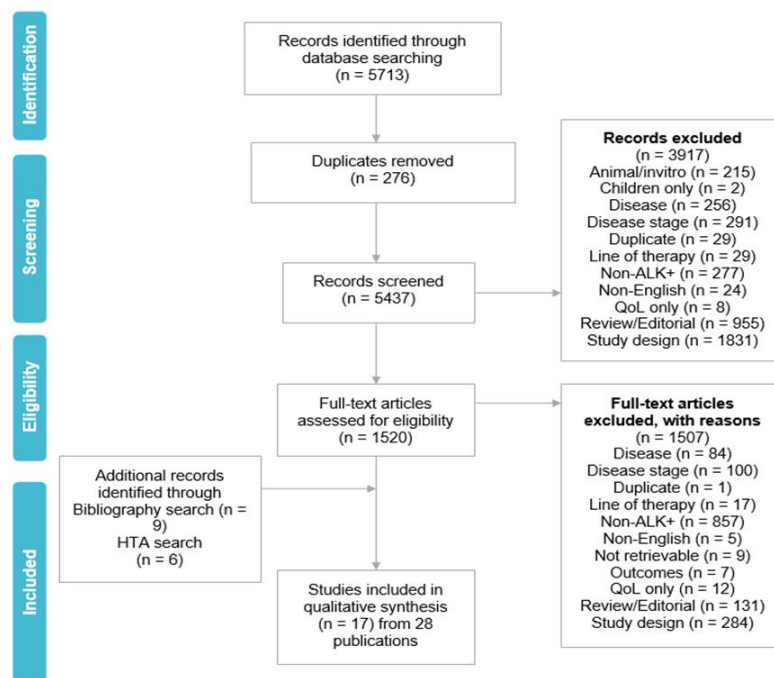 Identification
Records identified through
database searching
(n = 5713)
Duplicates removed
(n = 276)
Screening
Records screened
(n = 5437)
Records excluded
(n = 3917)
Animal/invitro (n = 215)
Children only (n = 2)
Disease (n = 256)
Disease stage (n = 291)
Duplicate (n = 29)
Line of therapy (n = 29)
Non-ALK+ (n = 277)
Non-English (n = 24)
QoL only (n = 8)
Review/Editorial (n = 955)
Study design (n = 1831)
Eligibility
Full-text articles
assessed for eligibility
(n = 1520)
Full-text articles
excluded, with reasons
(n = 1507)
Disease (n = 84)
Disease stage (n = 100)
Duplicate (n = 1)
Line of therapy (n = 17)
Non-ALK+ (n = 857)
Non-English (n = 5)
Not retrievable (n = 9)
Outcomes (n = 7)
QoL only (n = 12)
Review/Editorial (n = 131)
Study design (n = 284)
Additional records
identified through
Bibliography search (n =
9)
HTA search
(n = 6)
Included
Studies included in
qualitative synthesis
(n = 17) from 28
publications